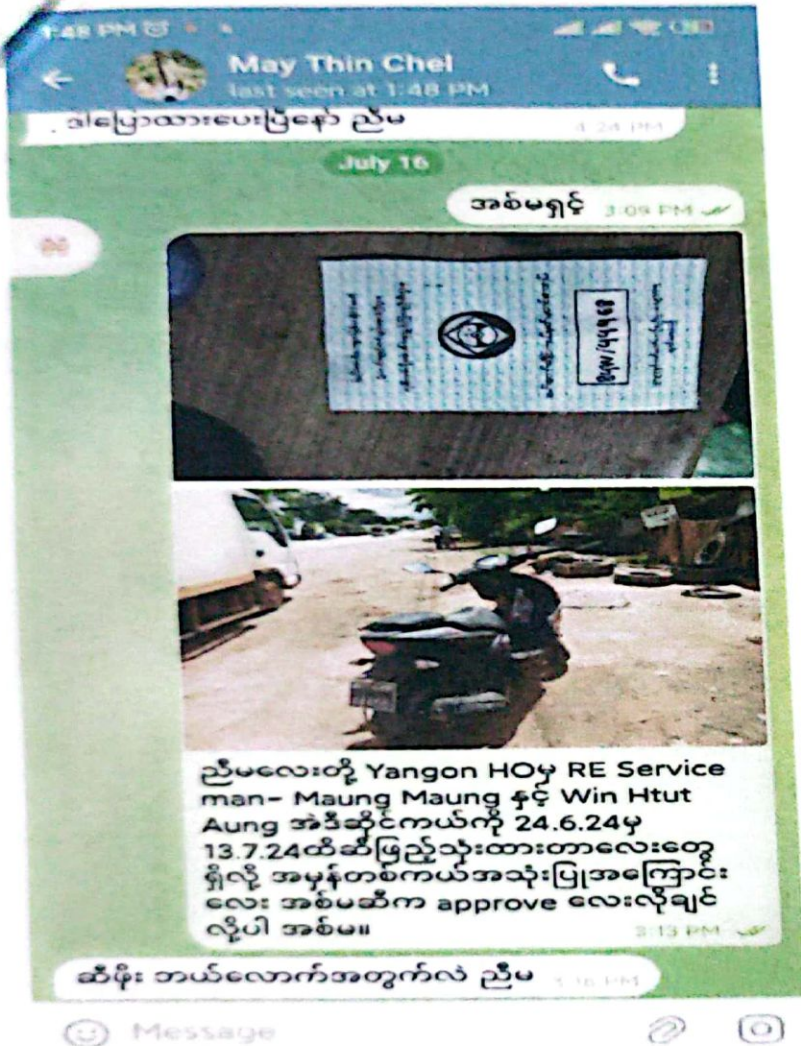 1:48 PM
May Thin Chel
last seen at 1:48 PM
ဒါပြောထားပေးပြီနော် ညီမ
4:24 PM
July 16
အစ်မရှင့် 3:09 PM
ညီမလေးတို့ Yangon HOမှ RE Service
man- Maung Maung နှင့် Win Htut
Aung အဲဒီဆိုင်ကယ်ကို 24.6.24မှ
13.7.24ထိဆီဖြည့်သုံးထားတာလေးတွေ
ရှိလို့ အမှန်တစ်ကယ်အသုံးပြုအကြောင်း
လေး အစ်မဆီက approve လေးလိုချင်
လို့ပါ အစ်မ။ 3:13 PM
ဆီဖိုး ဘယ်လောက်အတွက်လဲ ညီမ 3:16 PM
Message